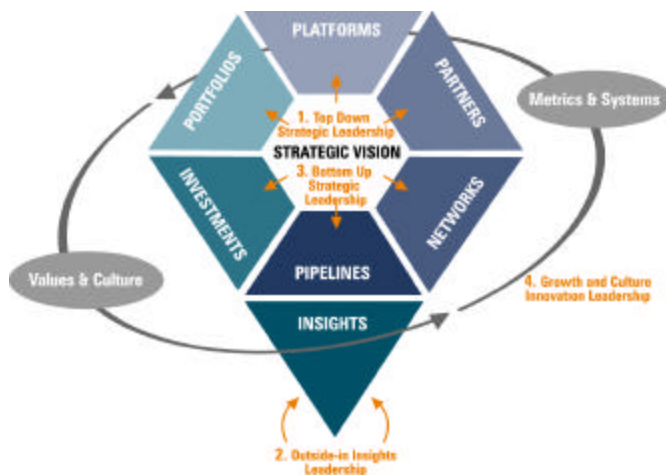 PLATFORMS
PORTFOLIOS
PARTNERS
Metrics & Systems
1. Top Down
Strategic Leadership
STRATEGIC VISION
3. Bottom Up
Strategic
Leadership
INVESTMENTS
NETWORKS
PIPELINES
Values & Culture
4. Growth and Culture
Innovation Leadership
INSIGHTS
2. Outside-in Insights
Leadership